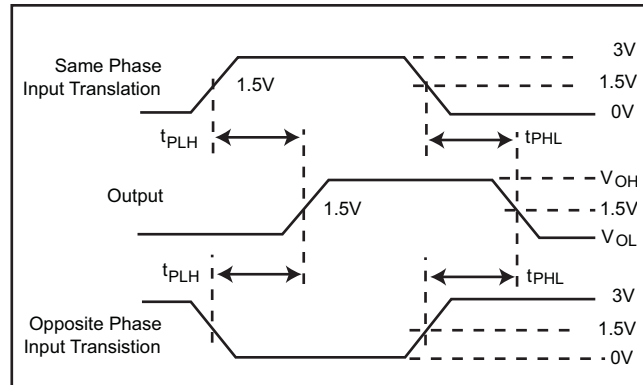 Same Phase
Input Translation
1.5V
3V
1.5V
0V
tPLH
tPHL
Output
1.5V
VOH
1.5V
VOL
tPLH
tPHL
Opposite Phase
Input Transistion
3V
1.5V
0V